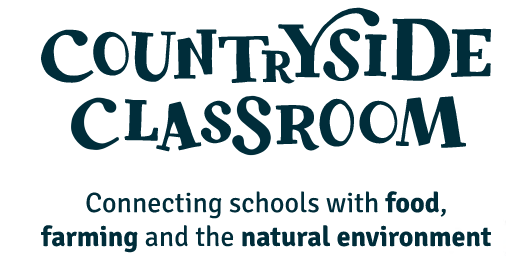 COUNTRYSIDE
CLASSROOM
Connecting schools with food,
farming and the natural environment